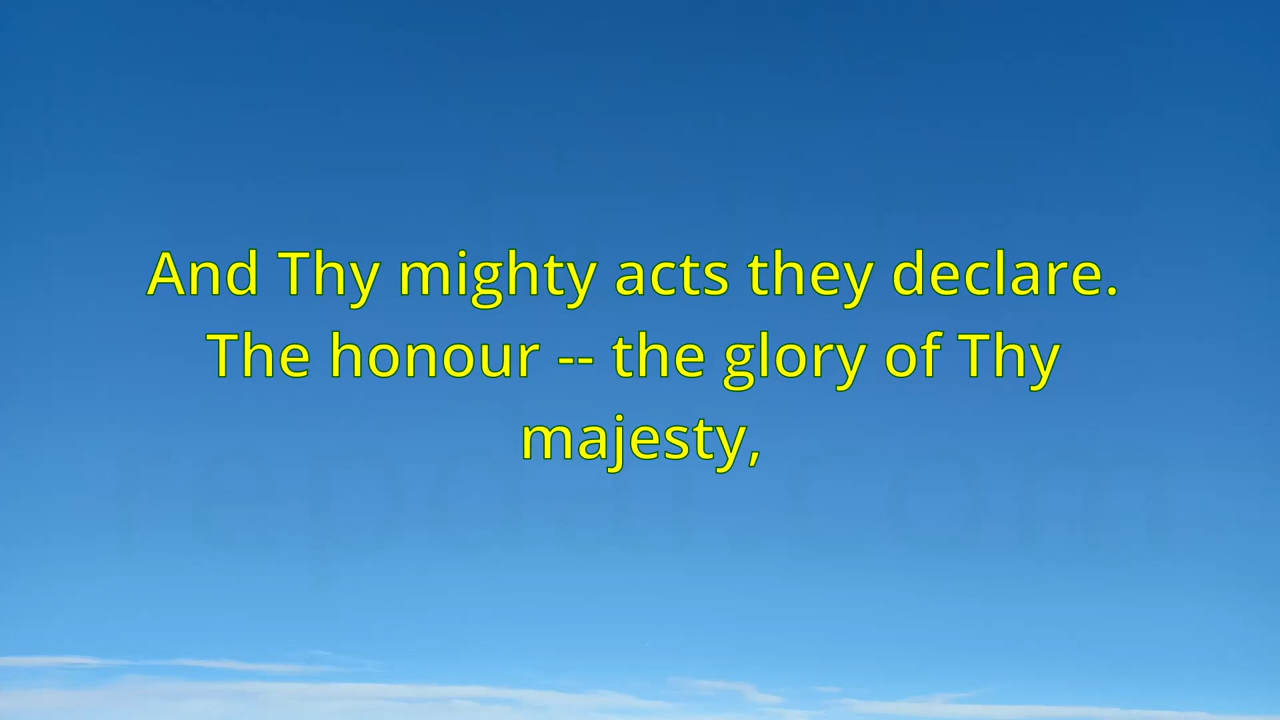 And Thy mighty acts they declare.
The honour -- the glory of Thy
majesty,